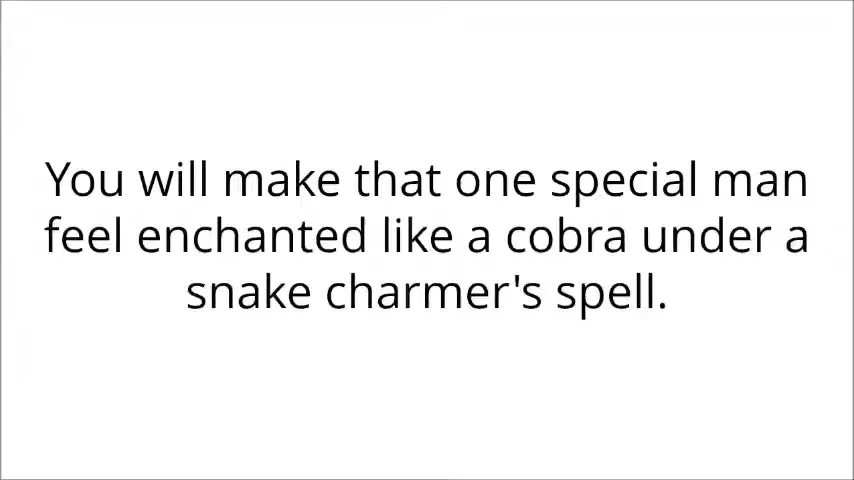 You will make that one special man
feel enchanted like a cobra under a
snake charmer's spell.